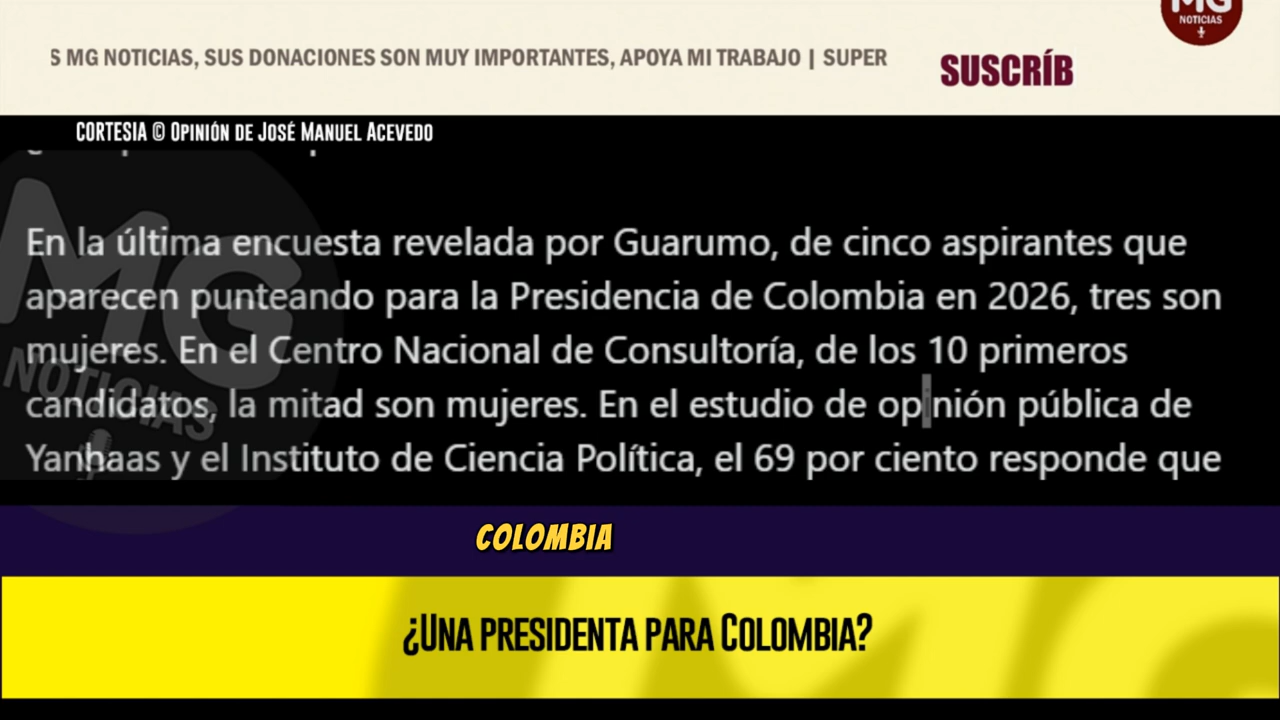 MG
NOTICIAS
S MG NOTICIAS, SUS DONACIONES SON MUY IMPORTANTES, APOYA MI TRABAJO | SUPER
SUSCRÍB
CORTESIA © OPINIÓN DE JOSÉ MANUEL ACEVEDO
En la última encuesta revelada por Guarumo, de cinco aspirantes que
aparecen punteando para la Presidencia de Colombia en 2026, tres son
mujeres. En el Centro Nacional de Consultoría, de los 10 primeros
candidatos, la mitad son mujeres. En el estudio de opinión pública de
Yanhaas y el Instituto de Ciencia Política, el 69 por ciento responde que
MG
NOTICIAS
COLOMBIA
¿UNA PRESIDENTA PARA COLOMBIA?